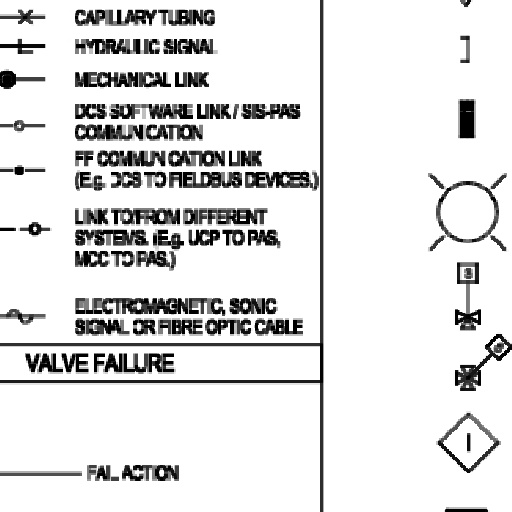 CAPILLARY TUBING
HYDRAULIC SIGNAL
MECHANICAL LINK
DCS SOFTWARE LINK / SIS-PAS
COMMUNICATION
FF COMMUNICATION LINK
(E.g. DCS TO FIELDBUS DEVICES.)
LINK TO/FROM DIFFERENT
SYSTEMS. (E.g. UCP TO PAS,
MCC TO PAS.)
ELECTROMAGNETIC, SONIC
SIGNAL OR FIBRE OPTIC CABLE
VALVE FAILURE
FAIL ACTION
S
S
I